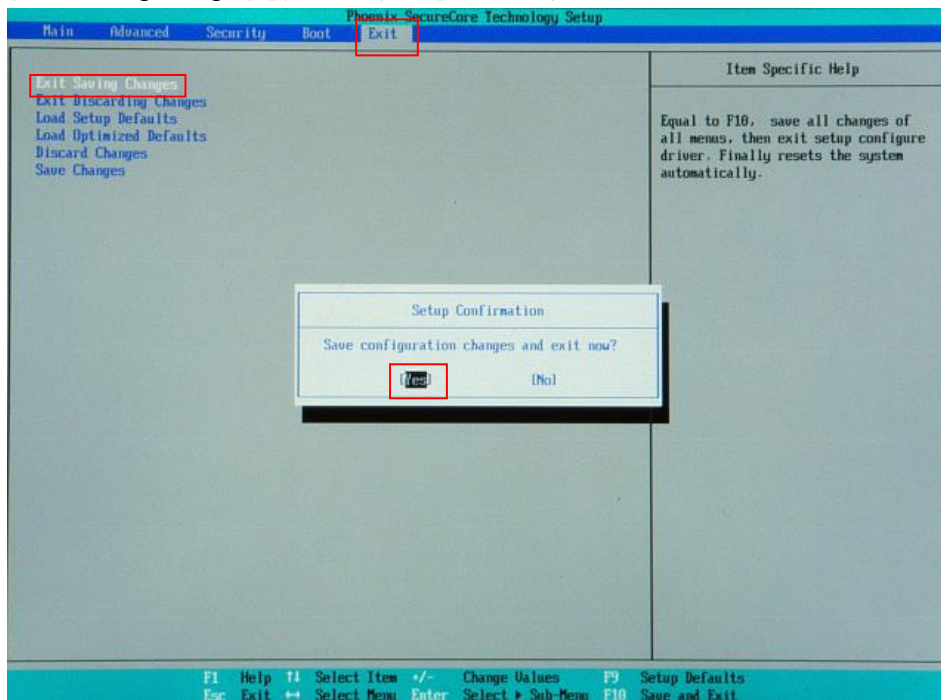 Phoenix SecureCore Technology Setup
Main Advanced Security Boot Exit
Item Specific Help
Exit Saving Changes
Exit Discarding Changes
Load Setup Defaults
Load Optimized Defaults
Discard Changes
Save Changes
Equal to F10, save all changes of
all menus, then exit setup configure
driver. Finally resets the system
automatically.
Setup Confirmation
Save configuration changes and exit now?
[Yes] [No]
F1 Help ↑↓ Select Item +/- Change Values F9 Setup Defaults
Esc Exit ↔ Select Menu Enter Select ▶ Sub-Menu F10 Save and Exit